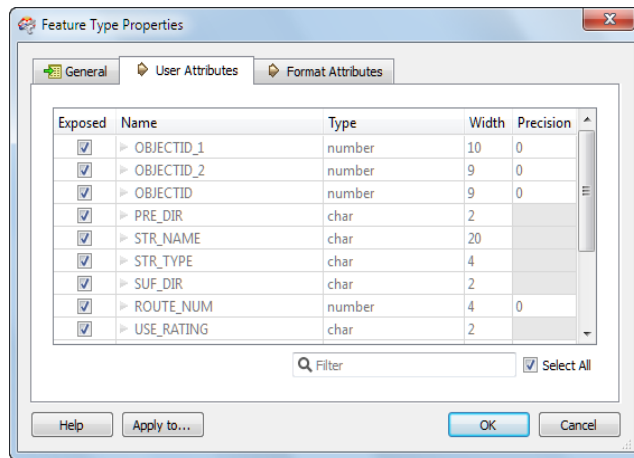 Feature Type Properties
General User Attributes Format Attributes
Exposed Name Type Width Precision
OBJECTID_1 number 10 0
OBJECTID_2 number 9 0
OBJECTID number 9 0
PRE_DIR char 2
STR_NAME char 20
STR_TYPE char 4
SUF_DIR char 2
ROUTE_NUM number 4 0
USE_RATING char 2
Filter Select All
Help Apply to... OK Cancel